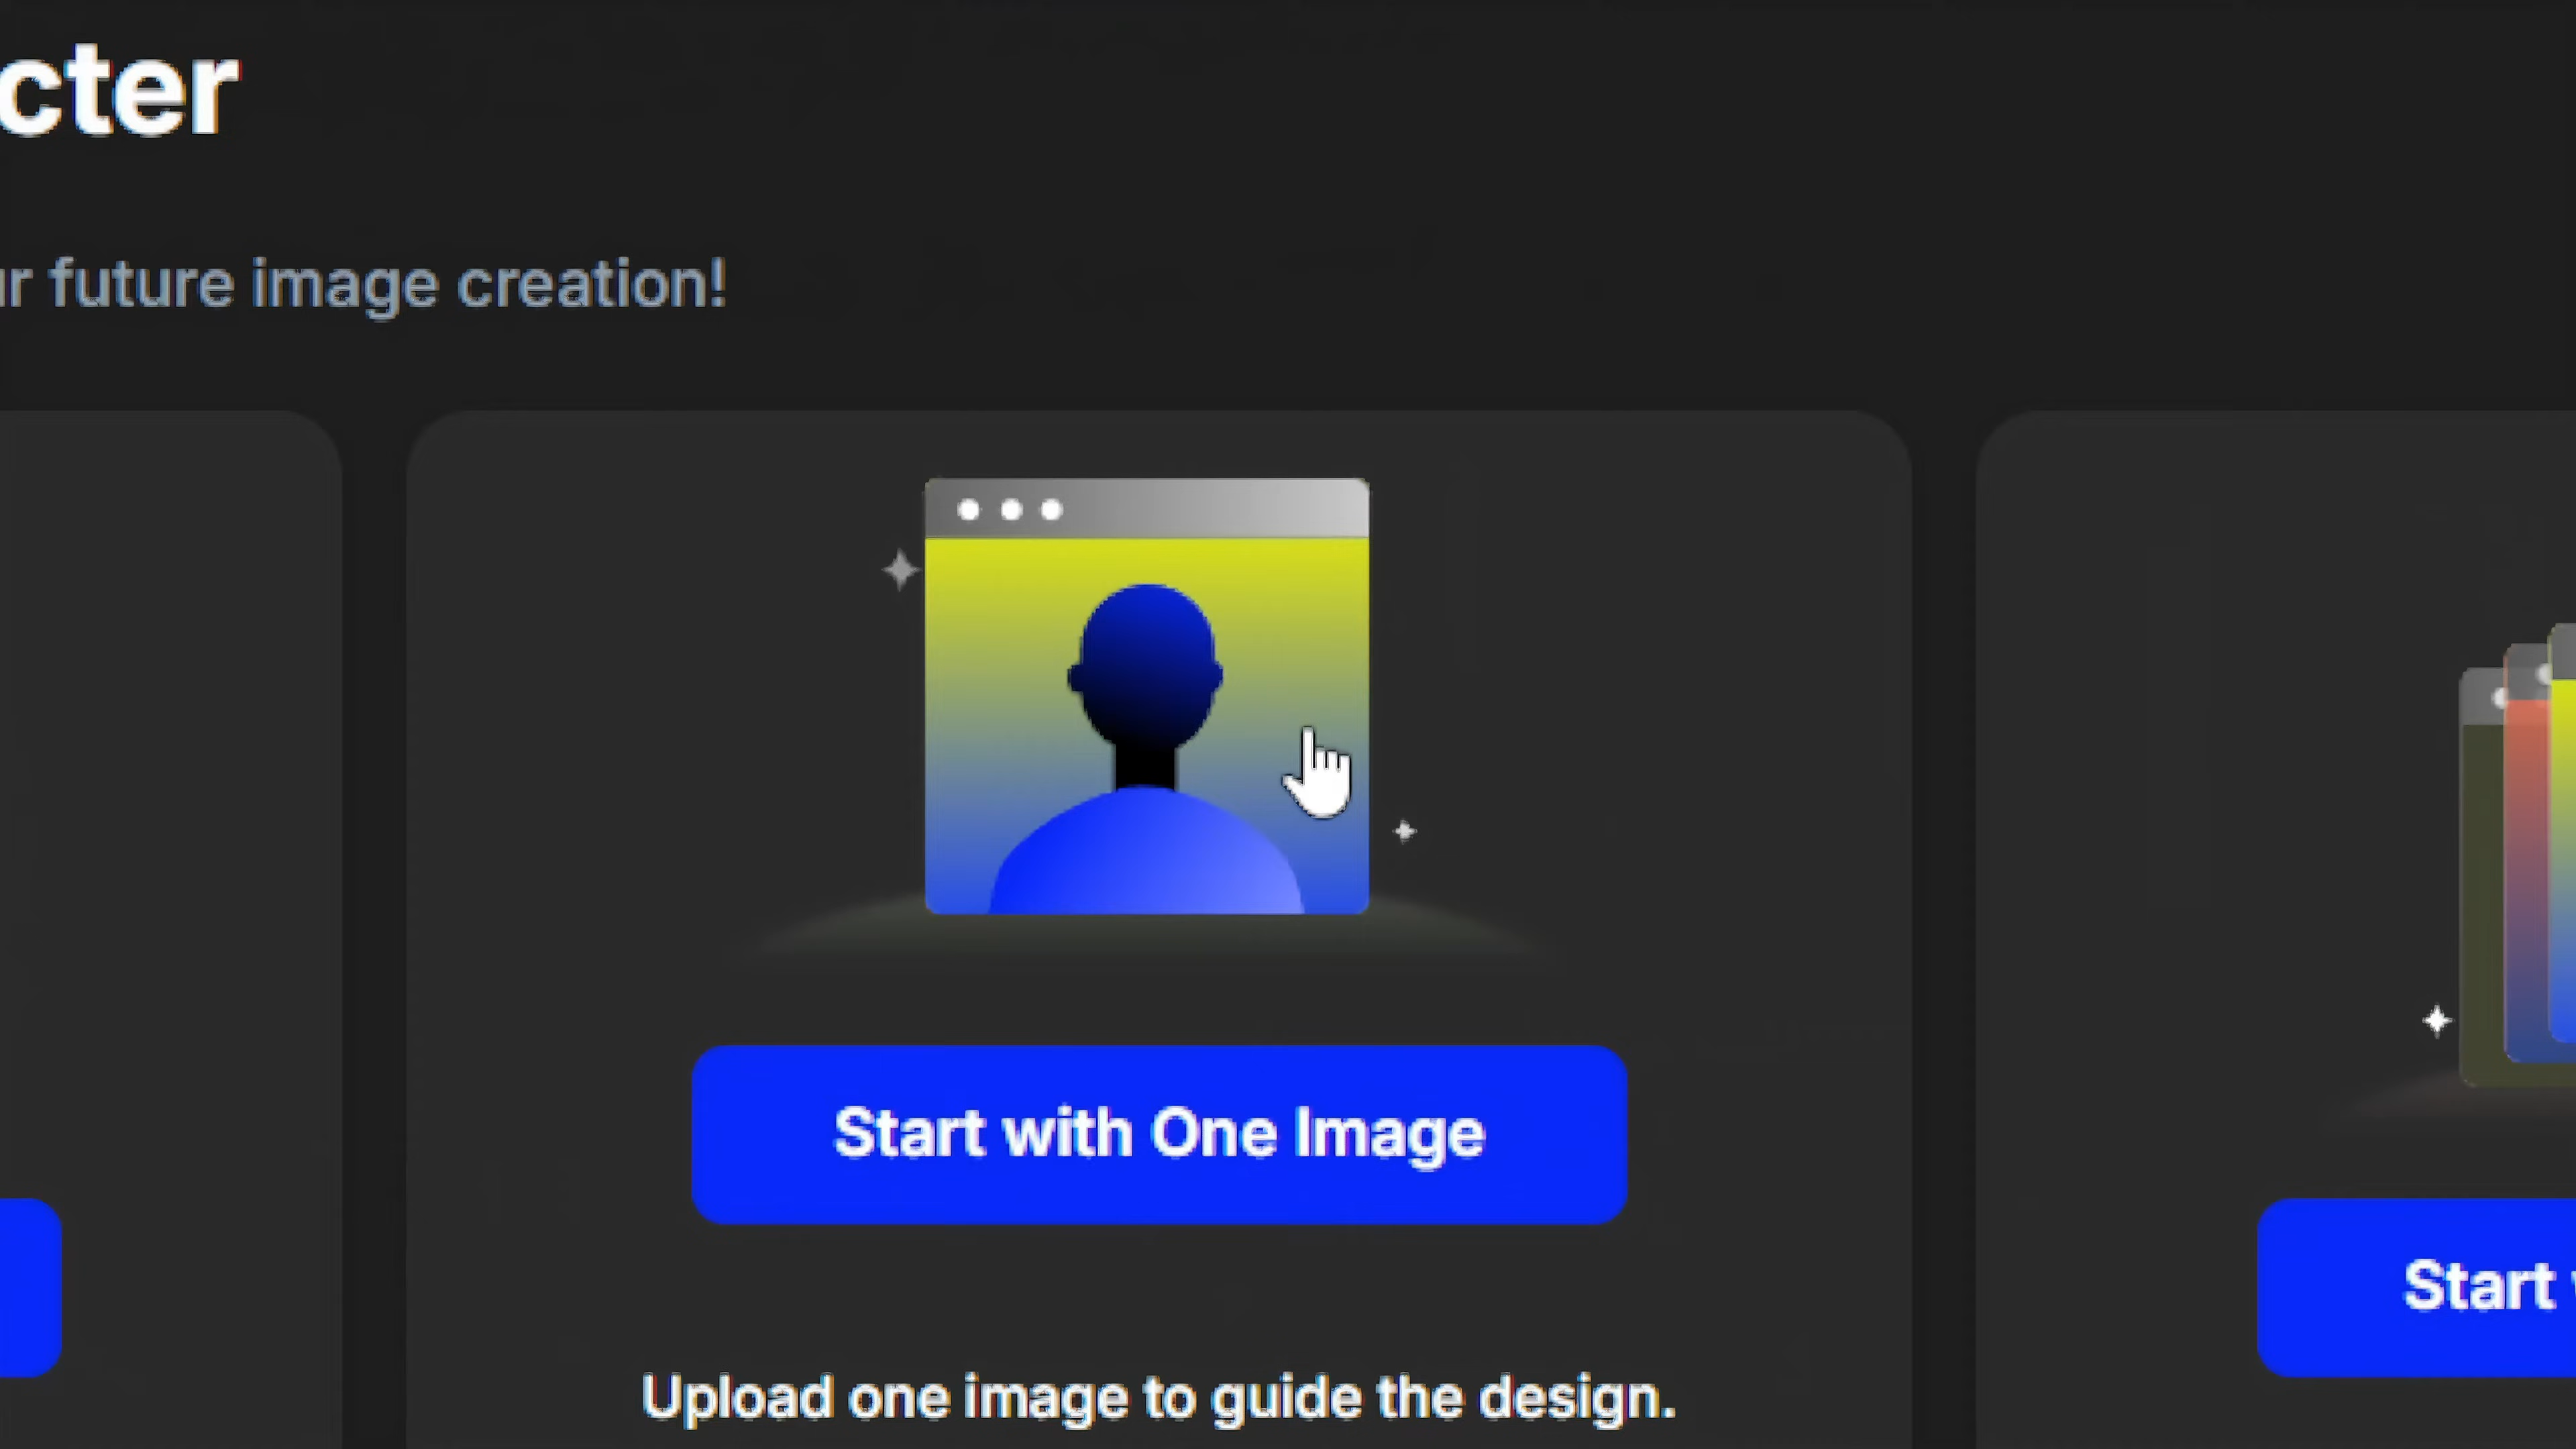 cter
future image creation!
Start with One Image
Start
Upload one image to guide the design.